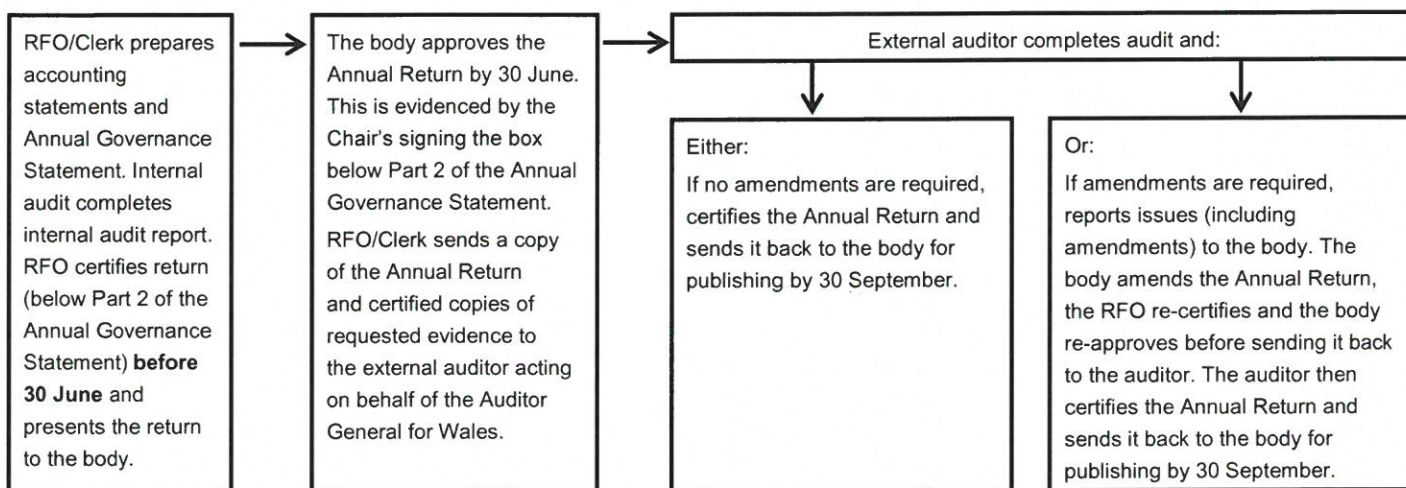 RFO/Clerk prepares
accounting
statements and
Annual Governance
Statement. Internal
audit completes
internal audit report.
RFO certifies return
(below Part 2 of the
Annual Governance
Statement) before
30 June and
presents the return
to the body.
The body approves the
Annual Return by 30 June.
This is evidenced by the
Chair's signing the box
below Part 2 of the Annual
Governance Statement.
RFO/Clerk sends a copy
of the Annual Return
and certified copies of
requested evidence to
the external auditor acting
on behalf of the Auditor
General for Wales.
External auditor completes audit and:
Either:
If no amendments are required,
certifies the Annual Return and
sends it back to the body for
publishing by 30 September.
Or:
If amendments are required,
reports issues (including
amendments) to the body. The
body amends the Annual Return,
the RFO re-certifies and the body
re-approves before sending it back
to the auditor. The auditor then
certifies the Annual Return and
sends it back to the body for
publishing by 30 September.